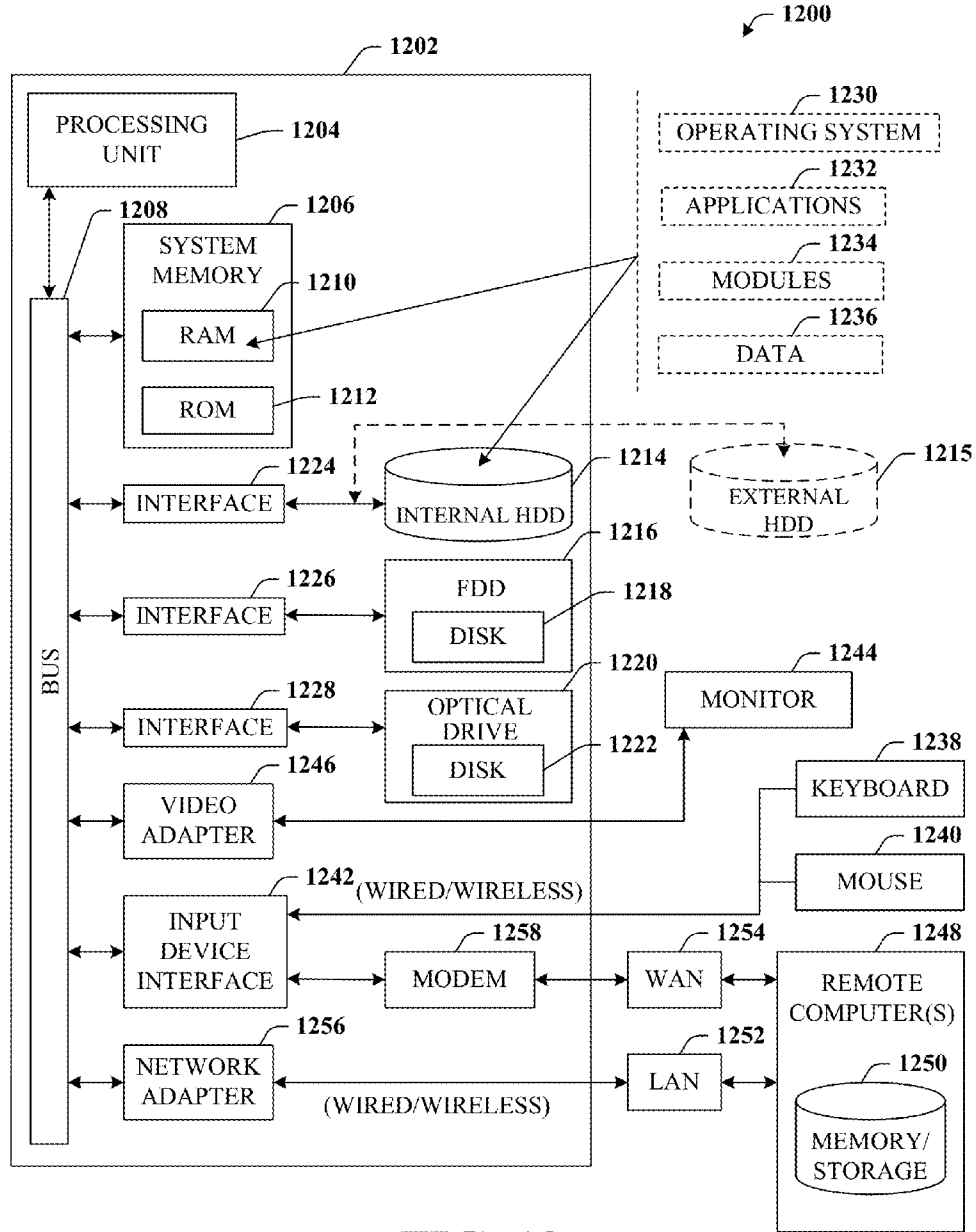 1200
1202
PROCESSING
UNIT
1204
1230
OPERATING SYSTEM
1232
APPLICATIONS
1234
MODULES
1236
DATA
1208
1206
SYSTEM
MEMORY
1210
RAM
1212
ROM
1224
INTERFACE
1214
INTERNAL HDD
1215
EXTERNAL
HDD
1226
INTERFACE
1216
FDD
1218
DISK
BUS
1228
INTERFACE
1220
OPTICAL
DRIVE
1222
DISK
1244
MONITOR
1246
VIDEO
ADAPTER
1238
KEYBOARD
1240
MOUSE
1242
(WIRED/WIRELESS)
INPUT
DEVICE
INTERFACE
1258
MODEM
1254
WAN
1248
REMOTE
COMPUTER(S)
1256
NETWORK
ADAPTER
(WIRED/WIRELESS)
1252
LAN
1250
MEMORY/
STORAGE